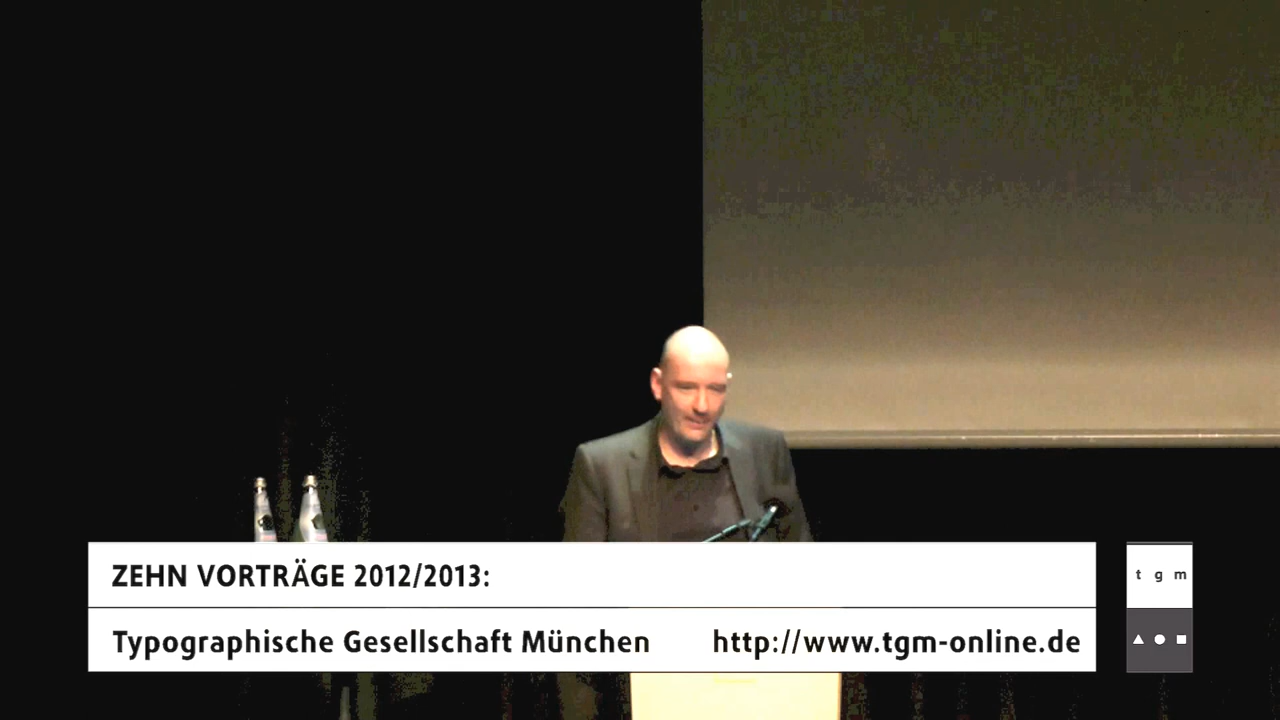 ZEHN VORTRÄGE 2012/2013:
Typographische Gesellschaft München http://www.tgm-online.de
t g m